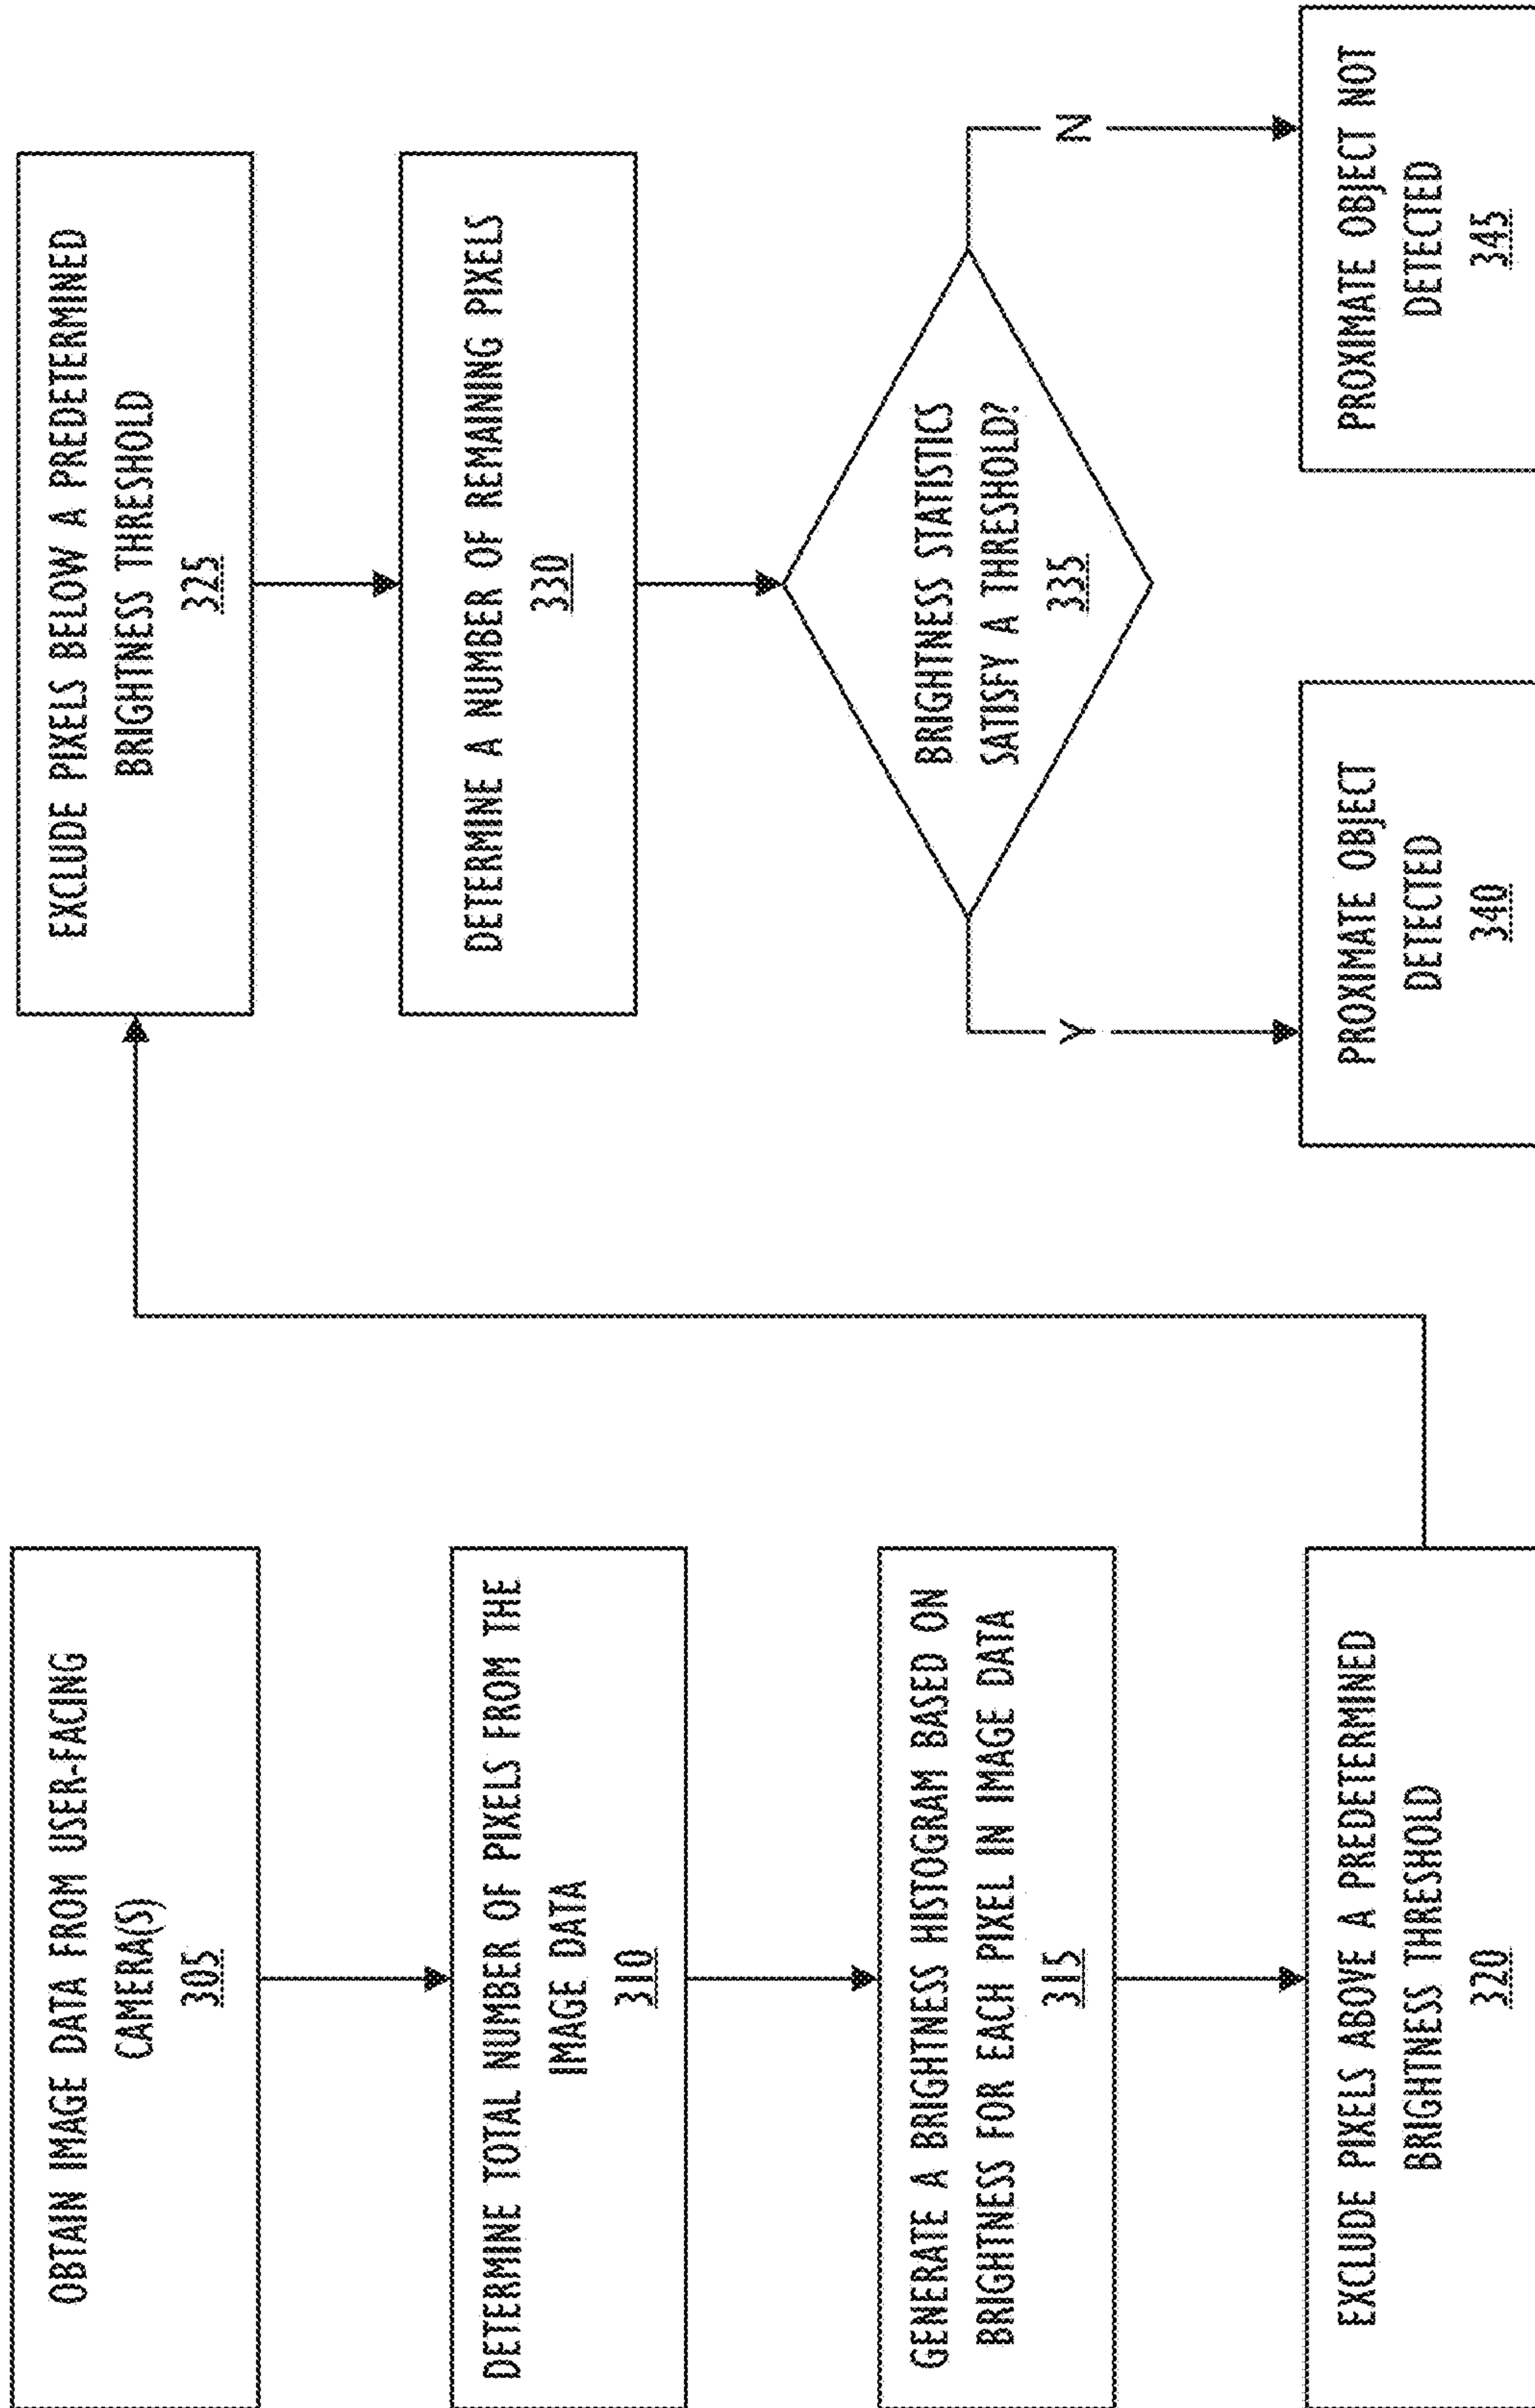 OBTAIN IMAGE DATA FROM USER-FACING
CAMERA(S)
305
DETERMINE TOTAL NUMBER OF PIXELS FROM THE
IMAGE DATA
310
GENERATE A BRIGHTNESS HISTOGRAM BASED ON
BRIGHTNESS FOR EACH PIXEL IN IMAGE DATA
315
EXCLUDE PIXELS ABOVE A PREDETERMINED
BRIGHTNESS THRESHOLD
320
EXCLUDE PIXELS BELOW A PREDETERMINED
BRIGHTNESS THRESHOLD
325
DETERMINE A NUMBER OF REMAINING PIXELS
330
BRIGHTNESS STATISTICS
SATISFY A THRESHOLD?
335
Y
N
PROXIMATE OBJECT
DETECTED
340
PROXIMATE OBJECT NOT
DETECTED
345